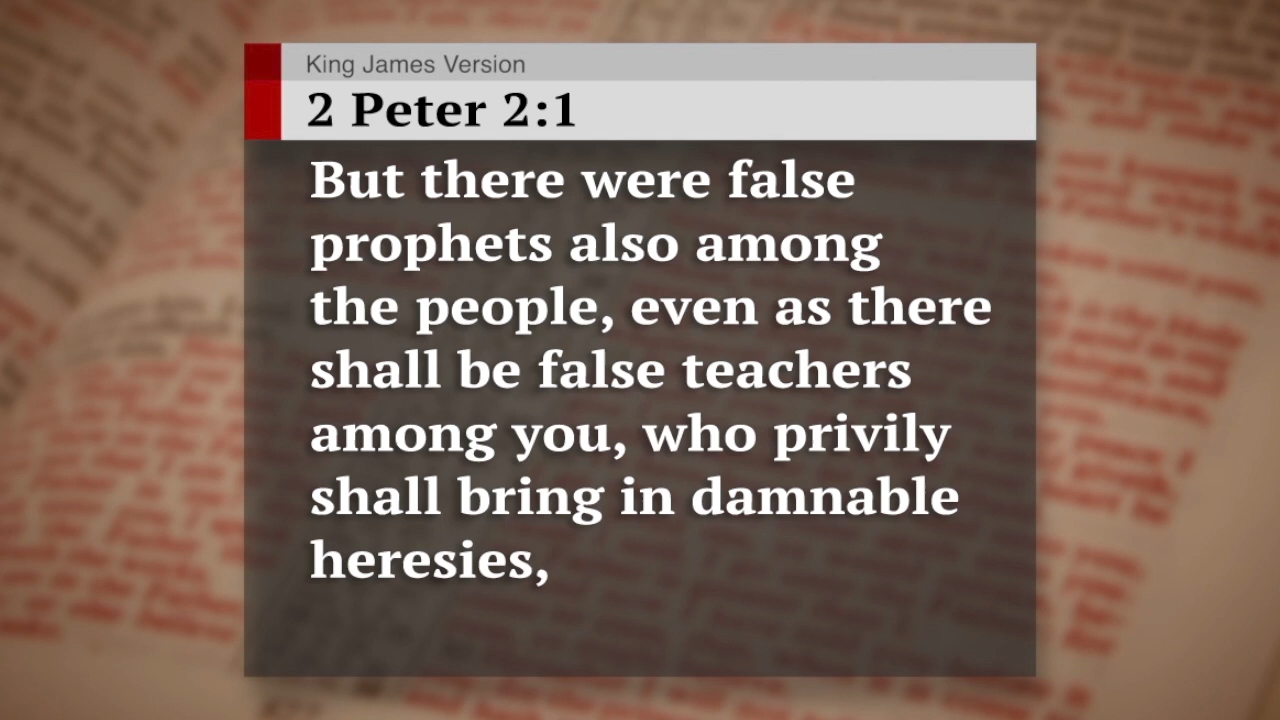 King James Version
2 Peter 2:1
But there were false
prophets also among
the people, even as there
shall be false teachers
among you, who privily
shall bring in damnable
heresies,